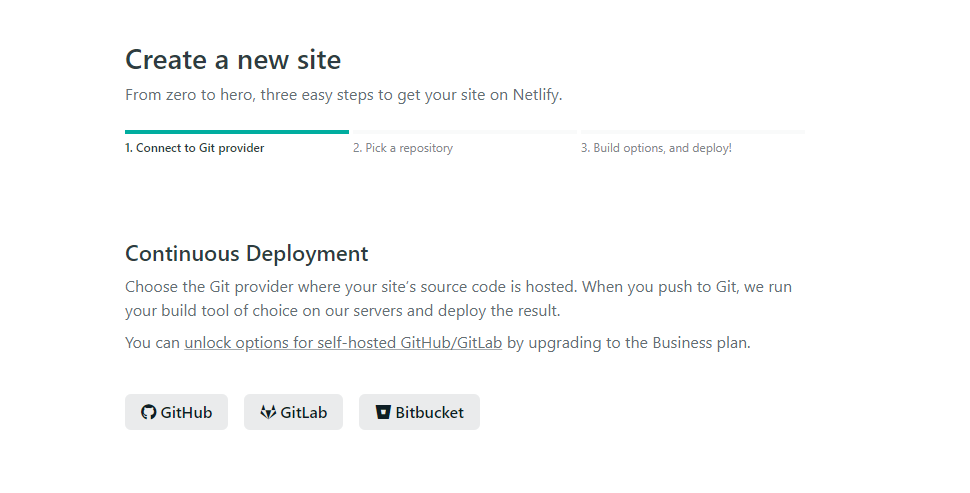 Create a new site
From zero to hero, three easy steps to get your site on Netlify.
1. Connect to Git provider
2. Pick a repository
3. Build options, and deploy!
Continuous Deployment
Choose the Git provider where your site's source code is hosted. When you push to Git, we run
your build tool of choice on our servers and deploy the result.
You can unlock options for self-hosted GitHub/GitLab by upgrading to the Business plan.
GitHub
GitLab
Bitbucket